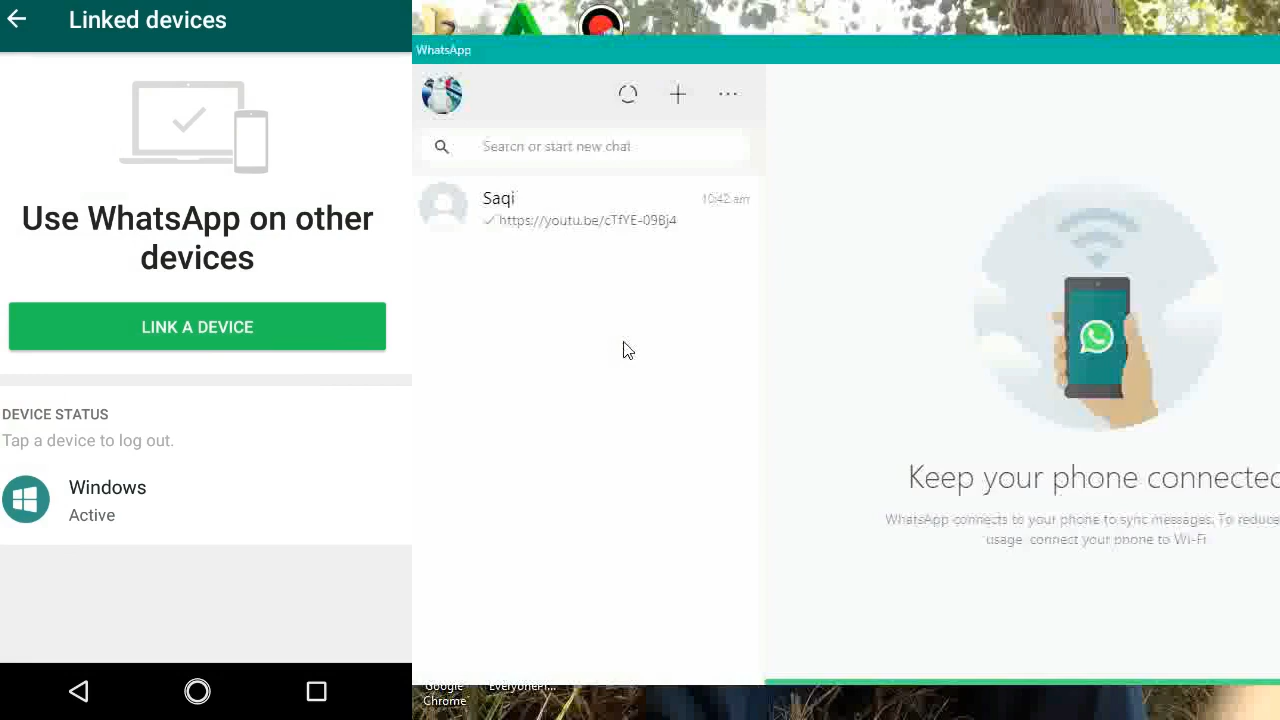 Linked devices
Use WhatsApp on other
devices
LINK A DEVICE
DEVICE STATUS
Tap a device to log out.
Windows
Active
WhatsApp
Search or start new chat
Saqi
10:42 am
https://youtu.be/cTfYE-09Bj4
Keep your phone connected
WhatsApp connects to your phone to sync messages. To reduce
usage, connect your phone to Wi-Fi
Google
Chrome
EveryonePi...